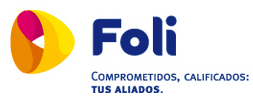 Foli
COMPROMETIDOS, CALIFICADOS:
TUS ALIADOS.